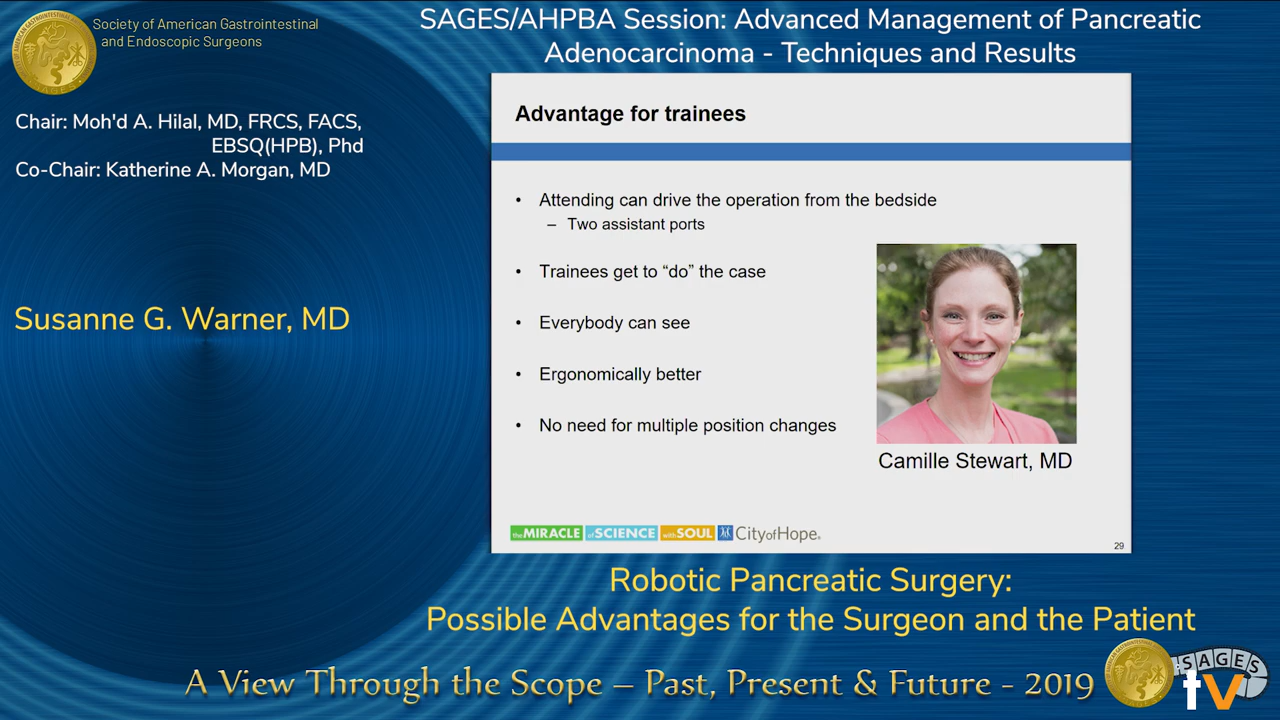 Society of American Gastrointestinal
and Endoscopic Surgeons
SAGES/AHPBA Session: Advanced Management of Pancreatic
Adenocarcinoma - Techniques and Results
Chair: Moh'd A. Hilal, MD, FRCS, FACS,
EBSQ(HPB), Phd
Co-Chair: Katherine A. Morgan, MD
Susanne G. Warner, MD
Advantage for trainees
• Attending can drive the operation from the bedside
– Two assistant ports
• Trainees get to “do” the case
• Everybody can see
• Ergonomically better
• No need for multiple position changes
Camille Stewart, MD
the MIRACLE of SCIENCE with SOUL City of Hope®
29
Robotic Pancreatic Surgery:
Possible Advantages for the Surgeon and the Patient
A View Through the Scope – Past, Present & Future - 2019
SAGES
tv